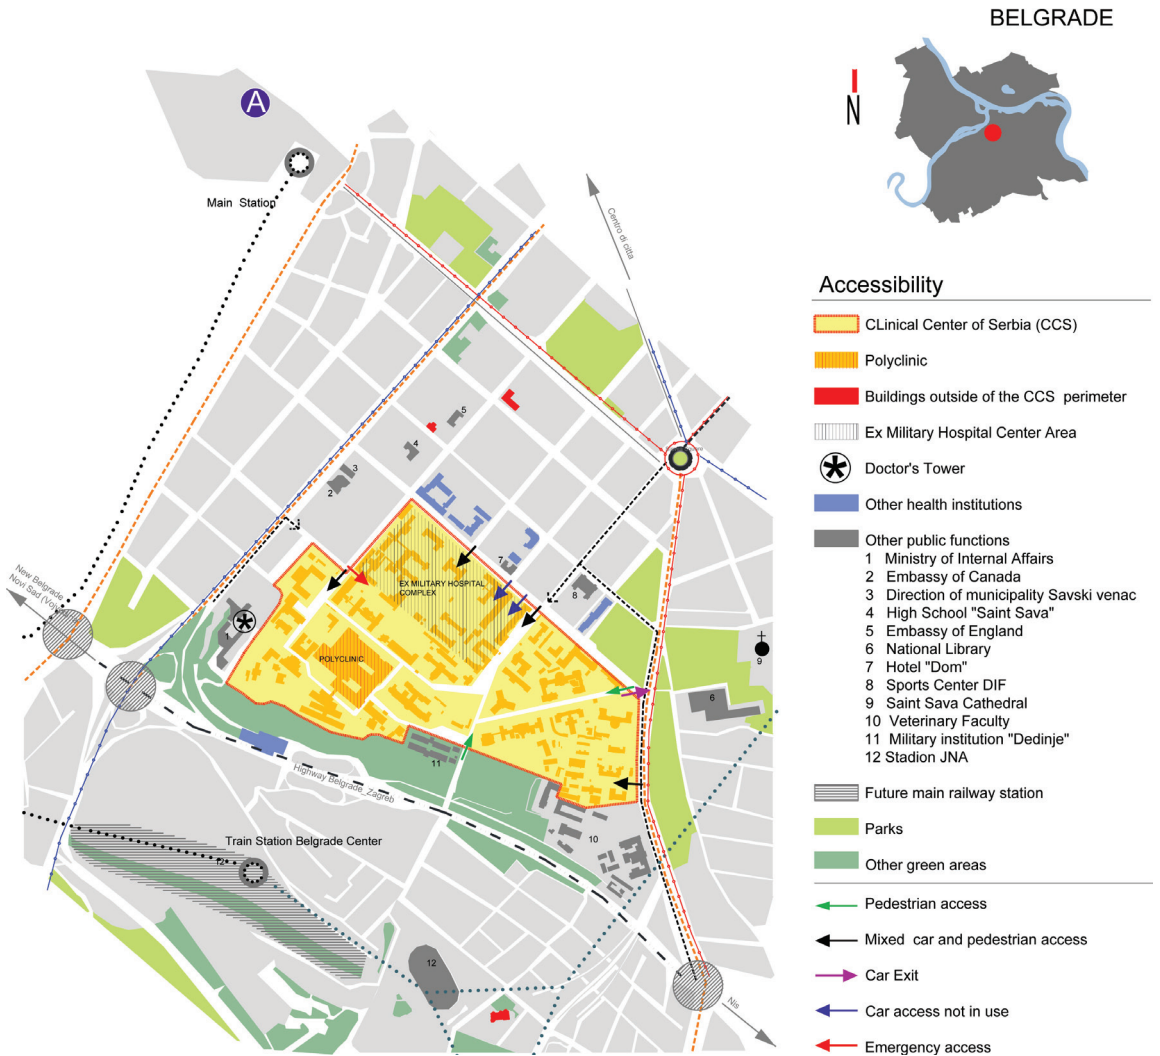 BELGRADE
N
A
Main Station
Centro di citta
5
4
3
2
7
EX MILITARY HOSPITAL
COMPLEX
8
1
POLYCLINIC
9
6
New Belgrade
11
Highway Belgrade_Zagreb
10
Train Station Belgrade Center
12
12
Nis
Accessibility
CLinical Center of Serbia (CCS)
Polyclinic
Buildings outside of the CCS perimeter
Ex Military Hospital Center Area
Doctor's Tower
Other health institutions
Other public functions
1 Ministry of Internal Affairs
2 Embassy of Canada
3 Direction of municipality Savski venac
4 High School "Saint Sava"
5 Embassy of England
6 National Library
7 Hotel "Dom"
8 Sports Center DIF
9 Saint Sava Cathedral
10 Veterinary Faculty
11 Military institution "Dedinje"
12 Stadion JNA
Future main railway station
Parks
Other green areas
Pedestrian access
Mixed car and pedestrian access
Car Exit
Car access not in use
Emergency access